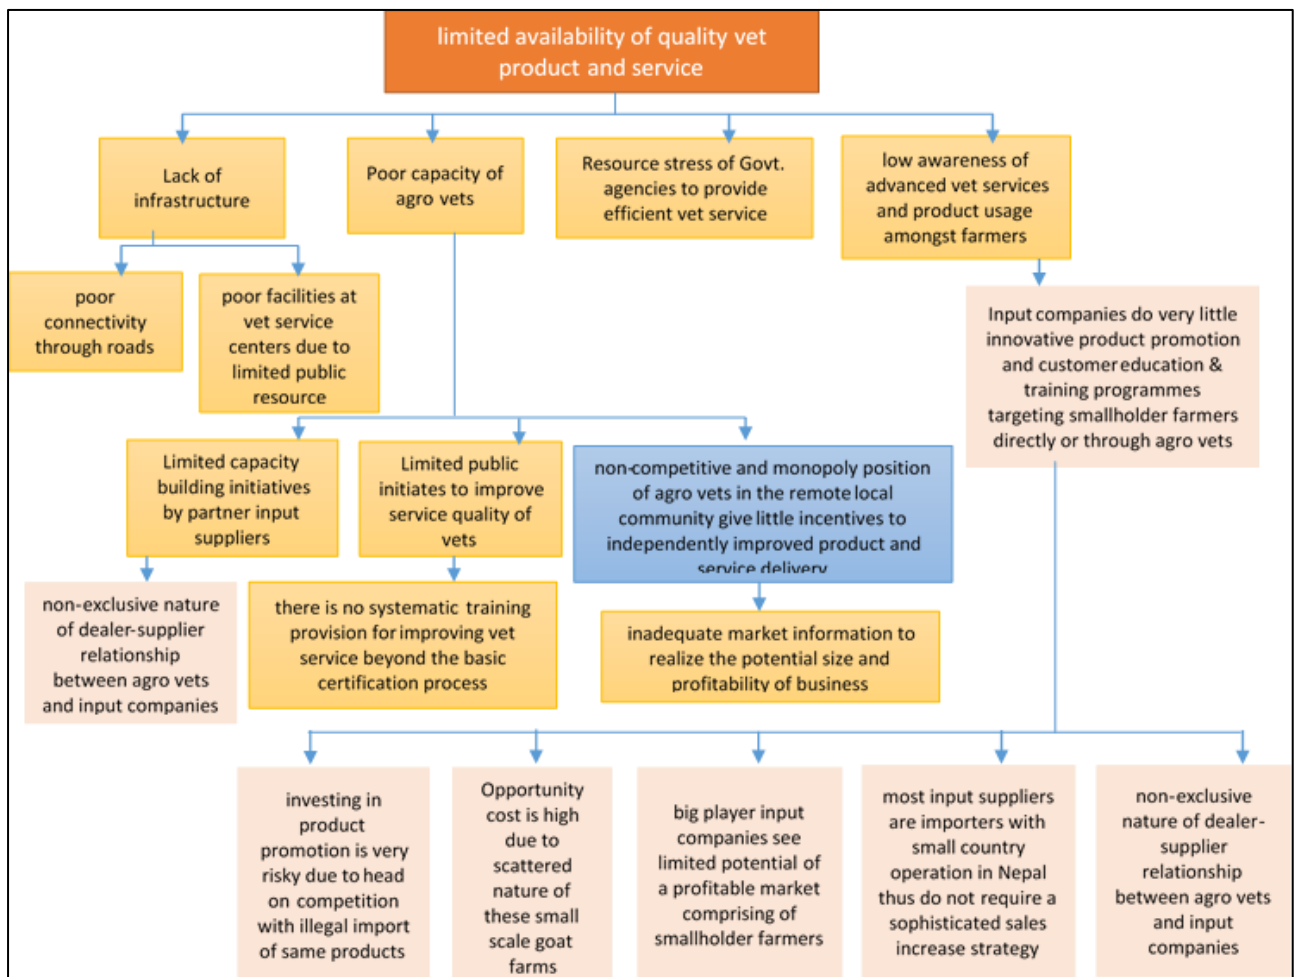 limited availability of quality vet
product and service
Lack of
infrastructure
Poor capacity of
agro vets
Resource stress of Govt.
agencies to provide
efficient vet service
low awareness of
advanced vet services
and product usage
amongst farmers
poor
connectivity
through roads
poor facilities at
vet service
centers due to
limited public
resource
Input companies do very little
innovative product promotion
and customer education &
training programmes
targeting smallholder farmers
directly or through agro vets
Limited capacity
building initiatives
by partner input
suppliers
Limited public
initiates to improve
service quality of
vets
non-competitive and monopoly position
of agro vets in the remote local
community give little incentives to
independently improved product and
service delivery
non-exclusive nature
of dealer-supplier
relationship
between agro vets
and input companies
there is no systematic training
provision for improving vet
service beyond the basic
certification process
inadequate market information to
realize the potential size and
profitability of business
investing in
product
promotion is very
risky due to head
on competition
with illegal import
of same products
Opportunity
cost is high
due to
scattered
nature of
these small
scale goat
farms
big player input
companies see
limited potential of
a profitable market
comprising of
smallholder farmers
most input suppliers
are importers with
small country
operation in Nepal
thus do not require a
sophisticated sales
increase strategy
non-exclusive
nature of dealer-
supplier
relationship
between agro vets
and input
companies